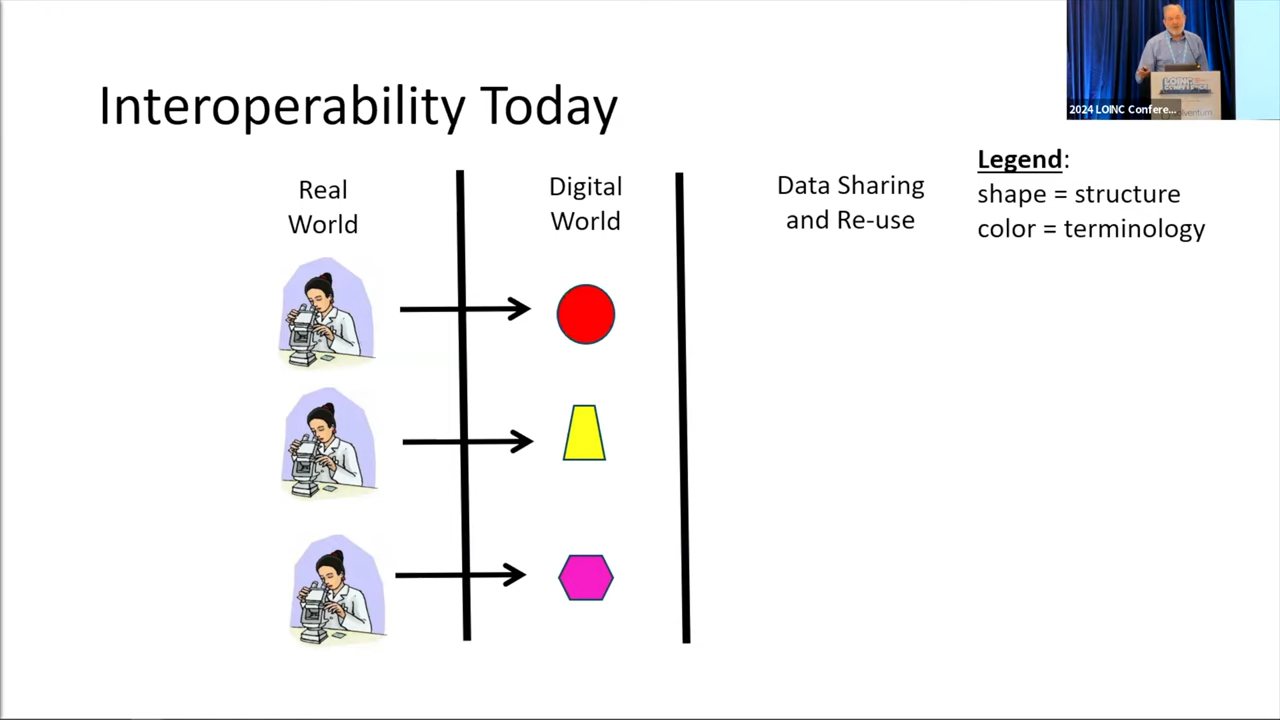 Interoperability Today
2024 LOINC Confere...
Real
World
Digital
World
Data Sharing
and Re-use
Legend:
shape = structure
color = terminology
LOINC